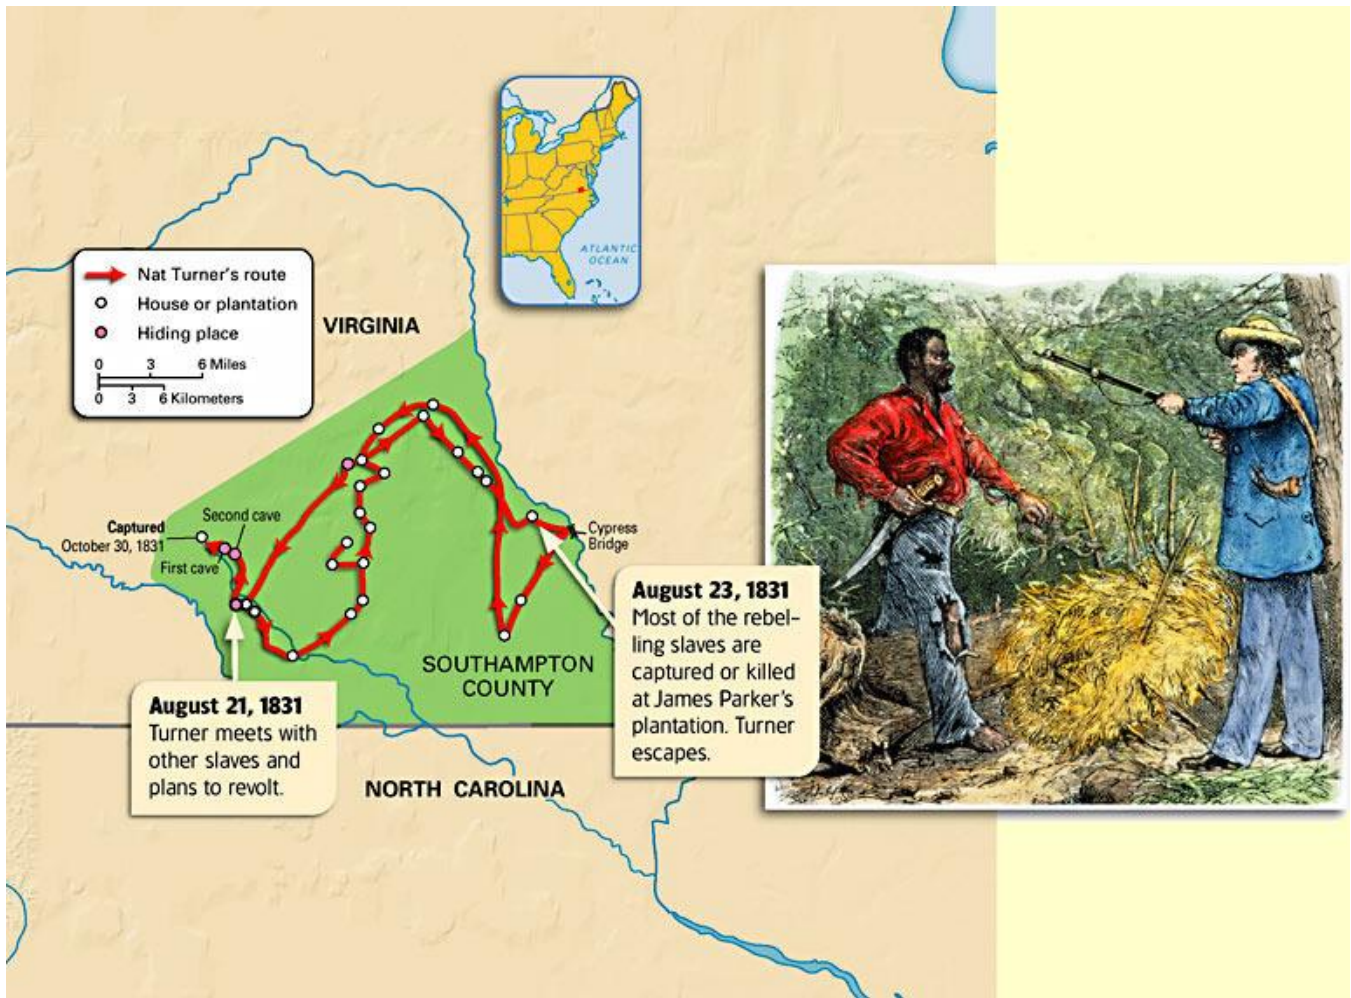 ATLANTIC
OCEAN
Nat Turner's route
House or plantation
Hiding place
0 3 6 Miles
0 3 6 Kilometers
VIRGINIA
Second cave
Captured
October 30, 1831
First cave
Cypress
Bridge
August 23, 1831
Most of the rebel-
ling slaves are
captured or killed
at James Parker's
plantation. Turner
escapes.
SOUTHAMPTON
COUNTY
August 21, 1831
Turner meets with
other slaves and
plans to revolt.
NORTH CAROLINA